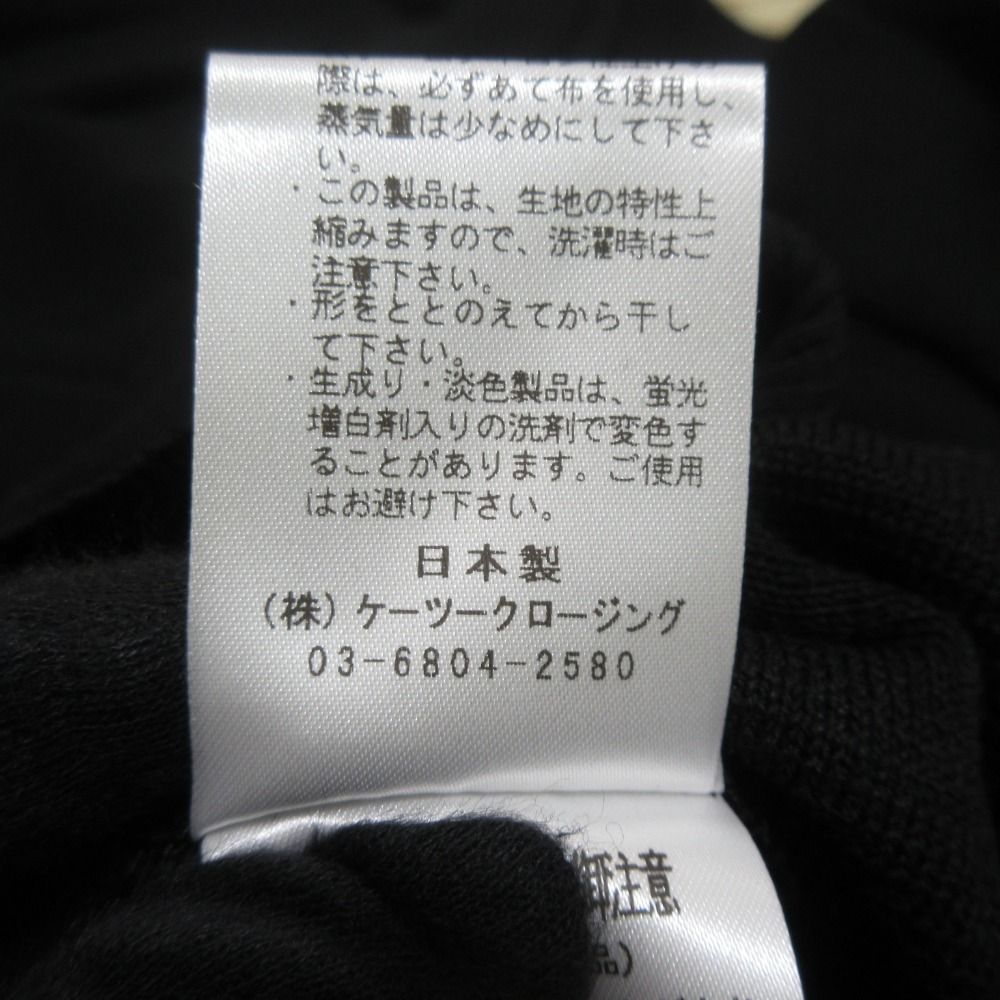 際は、必ずあて布を使用し、
蒸気量は少なめにして下さ
い。
・この製品は、生地の特性上
縮みますので、洗濯時はご
注意下さい。
・形をととのえてから干し
て下さい。
・生成り・淡色製品は、蛍光
増白剤入りの洗剤で変色す
ることがあります。ご使用
はお避け下さい。
日本製
(株)ケーツークロージング
03-6804-2580
注意
品)